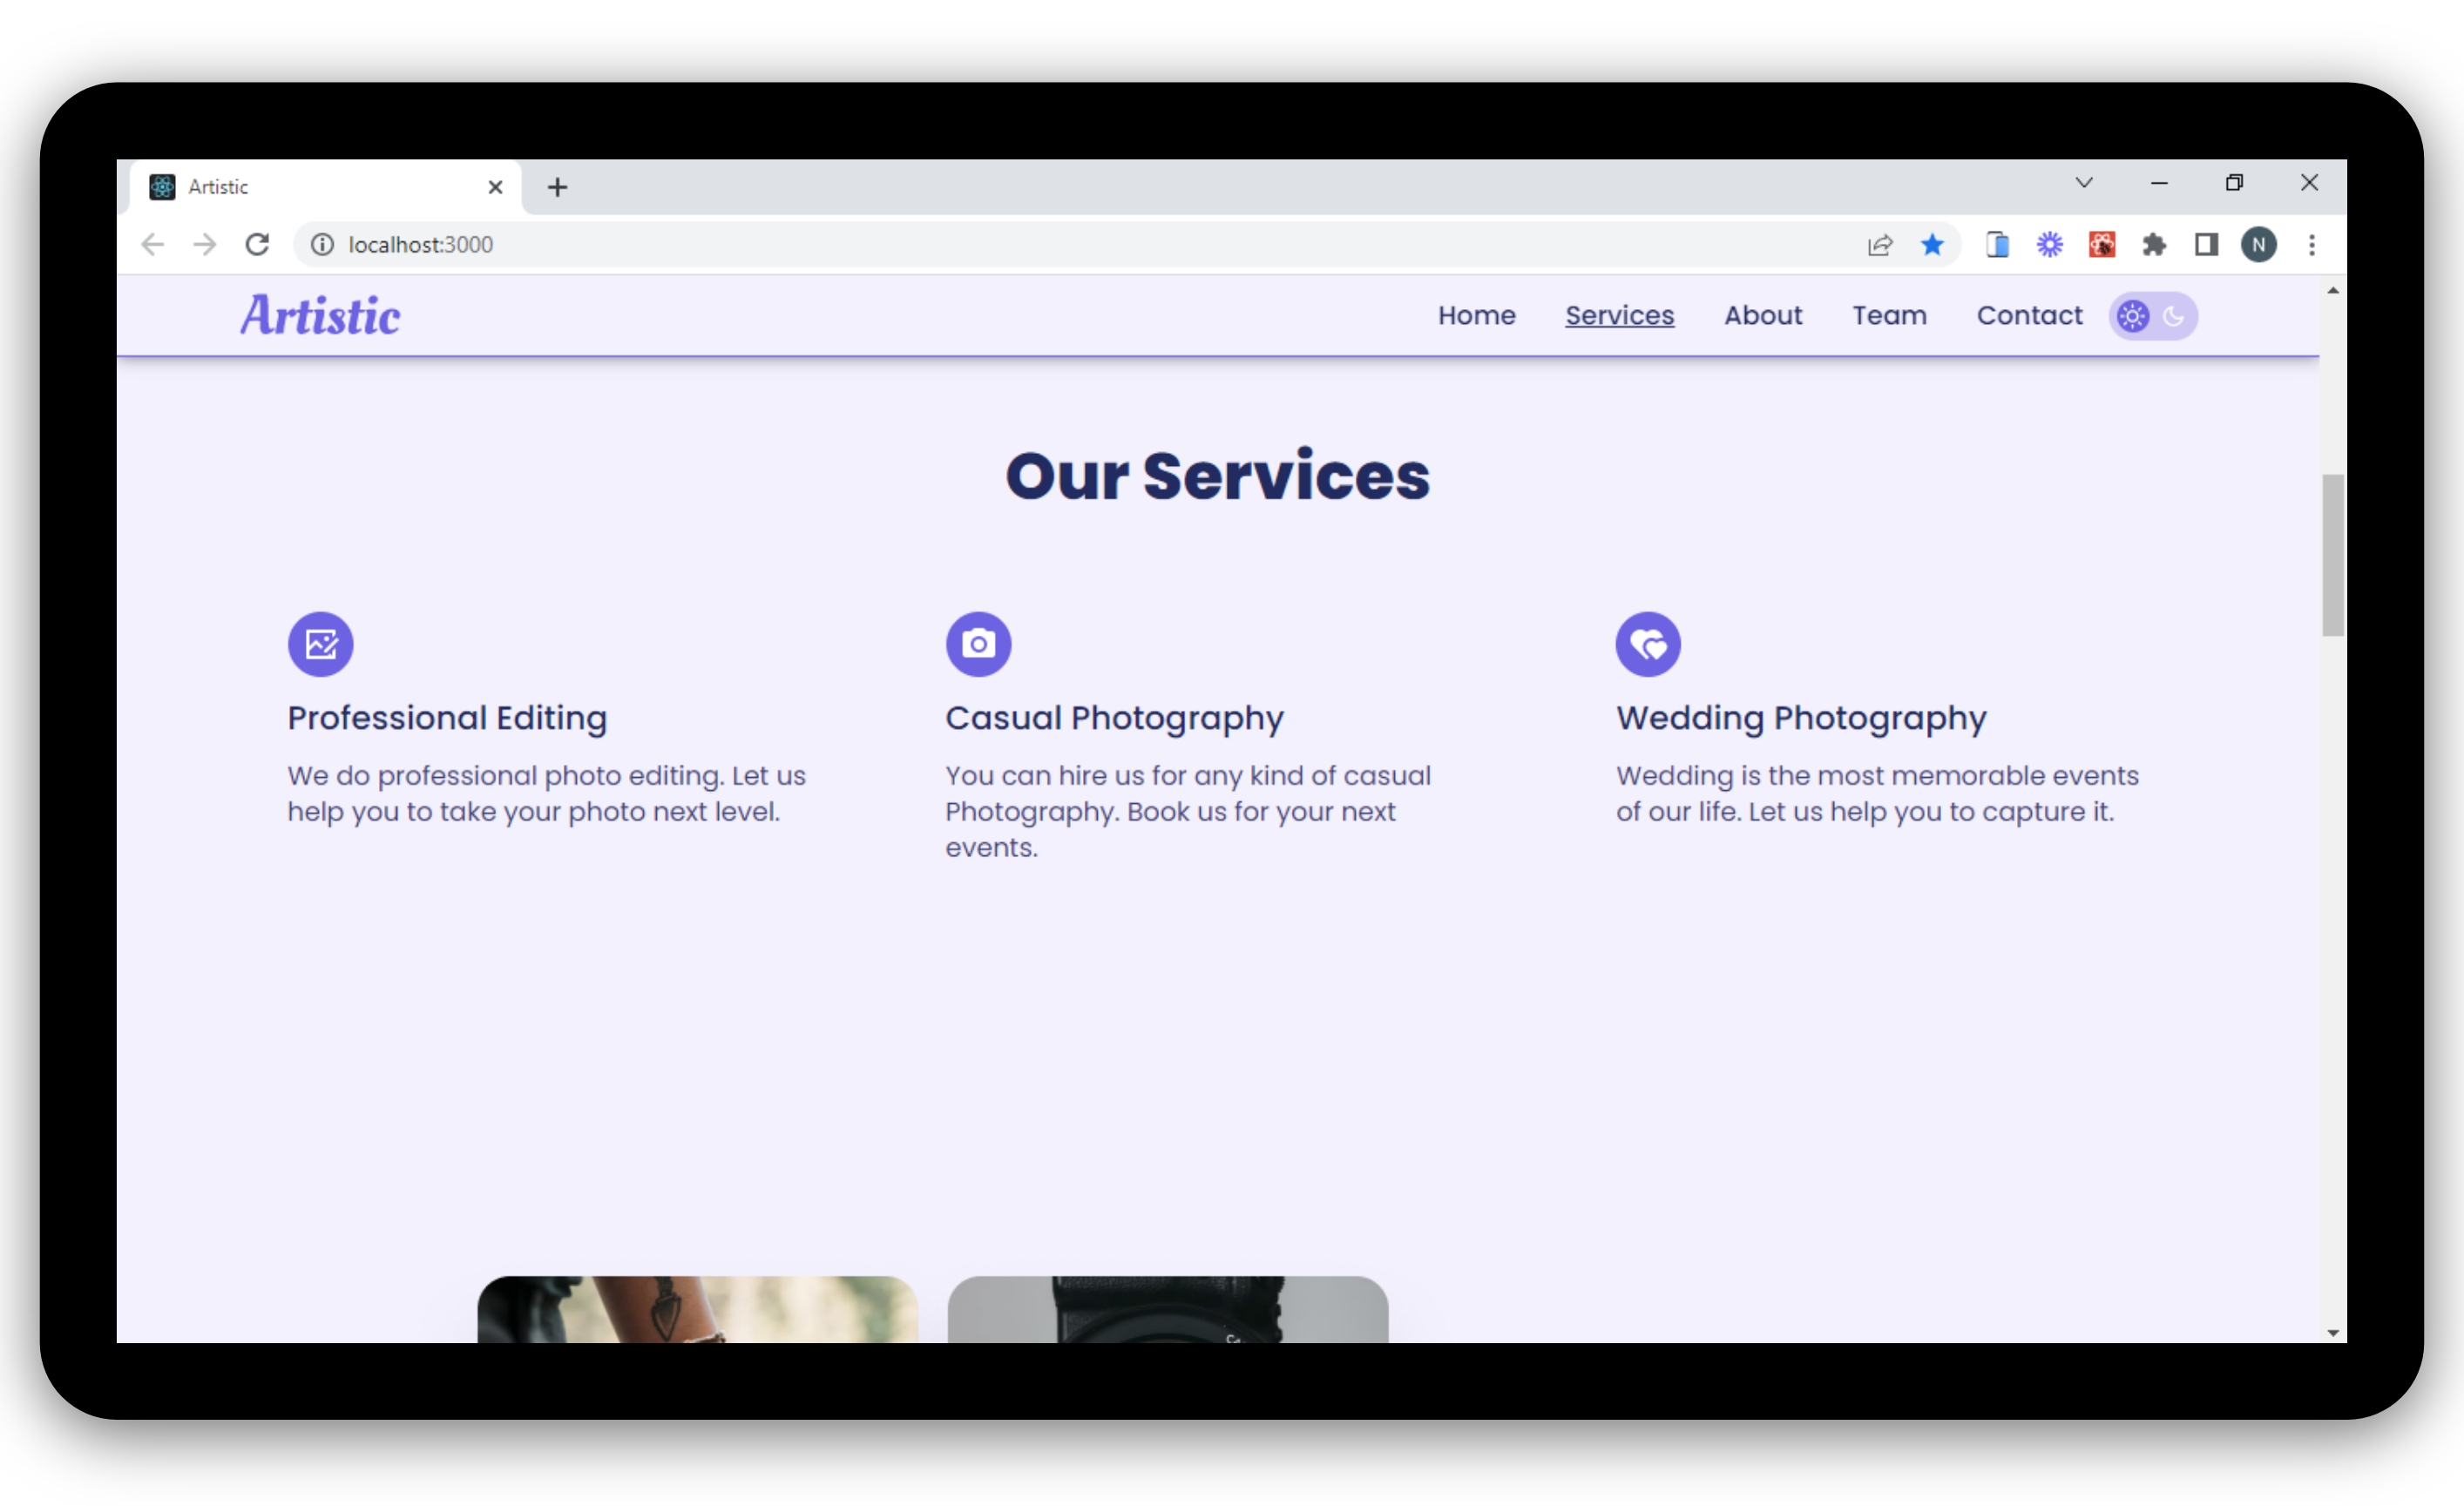 Artistic
localhost:3000
N
Artistic
Home Services About Team Contact
Our Services
Professional Editing
We do professional photo editing. Let us
help you to take your photo next level.
Casual Photography
You can hire us for any kind of casual
Photography. Book us for your next
events.
Wedding Photography
Wedding is the most memorable events
of our life. Let us help you to capture it.